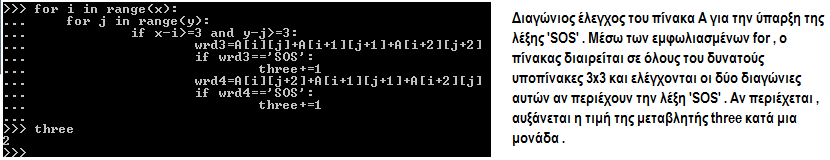 >>> for i in range(x):
...     for j in range(y):
...             if x-i>=3 and y-j>=3:
...                     wrd3=A[i][j]+A[i+1][j+1]+A[i+2][j+2]
...                     if wrd3=='SOS':
...                             three+=1
...                     wrd4=A[i][j+2]+A[i+1][j+1]+A[i+2][j]
...                     if wrd4=='SOS':
...                             three+=1
...
>>> three
2
>>>
Διαγώνιος έλεγχος του πίνακα Α για την ύπαρξη της
λέξης 'SOS' . Μέσω των εμφωλιασμένων for , ο
πίνακας διαιρείται σε όλους του δυνατούς
υποπίνακες 3x3 και ελέγχονται οι δύο διαγώνιες
αυτών αν περιέχουν την λέξη 'SOS' . Αν περιέχεται ,
αυξάνεται η τιμή της μεταβλητής three κατά μια
μονάδα .